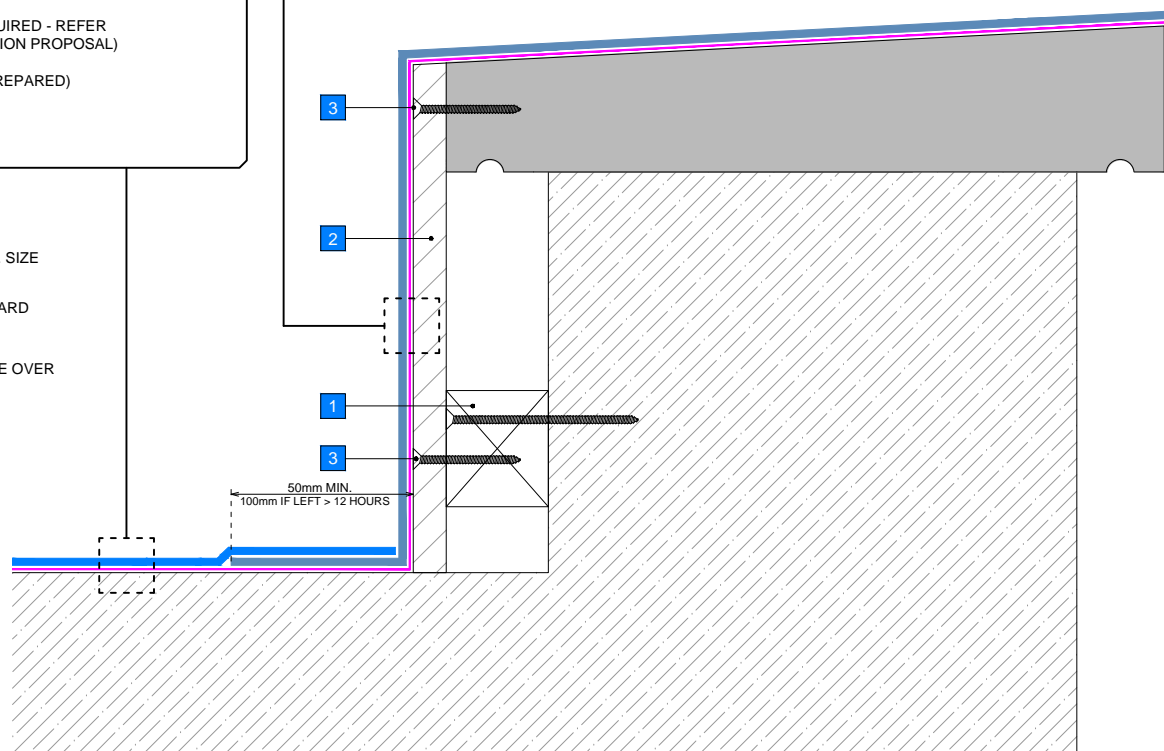 UIRED - REFER
ION PROPOSAL)
REPARED)
SIZE
ARD
E OVER
3
2
1
3
50mm MIN.
100mm IF LEFT > 12 HOURS